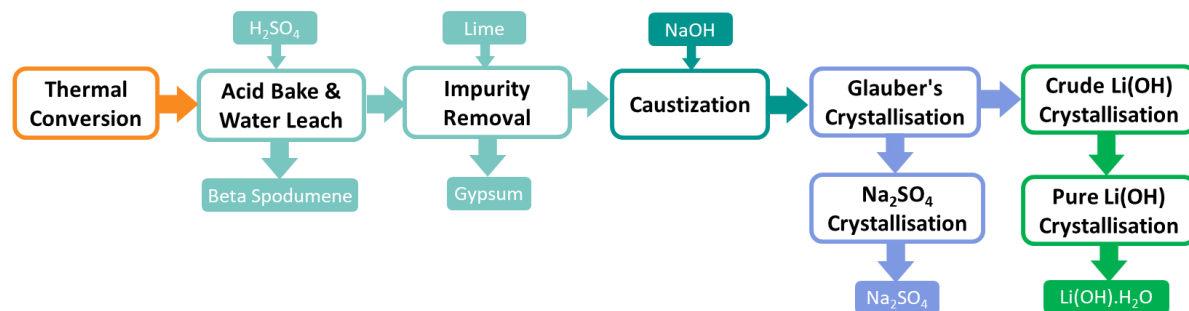 H₂SO₄
Lime
NaOH
Thermal
Conversion
Acid Bake &
Water Leach
Impurity
Removal
Caustization
Glauber's
Crystallisation
Crude Li(OH)
Crystallisation
Beta Spodumene
Gypsum
Na₂SO₄
Crystallisation
Pure Li(OH)
Crystallisation
Na₂SO₄
Li(OH).H₂O